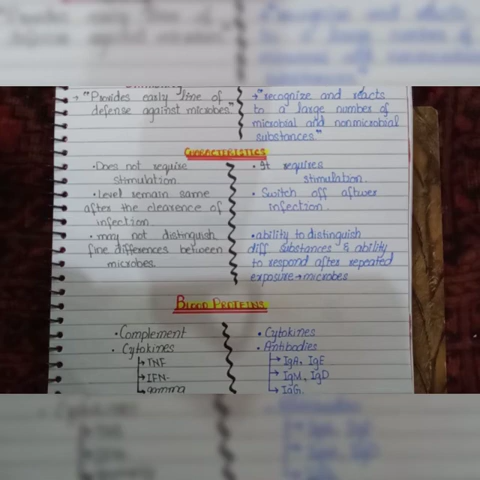 → "Provides early line of
defense against microbes"
→ "recognize and reacts
to a large number of
microbial and nonmicrobial
substances"
CHARACTERISTICS
• Does not require
stimulation.
• Level remain same
after the clearence of
infection
• may not distinguish
fine differences between
microbes.
• It requires
stimulation.
• Switch off aftwer
infection.
• ability to distinguish
diff substances & ability
to respond after repeated
exposure → microbes
BLOOD PROTEINS
• Complement
• Cytokines
→ TNF
→ IFN-
→ gamma
• Cytokines
• Antibodies
→ IgA, IgE
→ IgM, IgD
→ IgG.